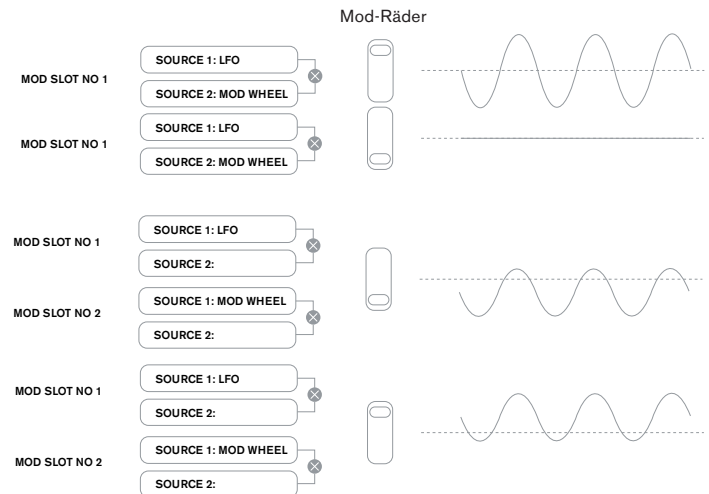 Mod-Räder
SOURCE 1: LFO
MOD SLOT NO 1
SOURCE 2: MOD WHEEL
SOURCE 1: LFO
MOD SLOT NO 1
SOURCE 2: MOD WHEEL
SOURCE 1: LFO
MOD SLOT NO 1
SOURCE 2:
SOURCE 1: MOD WHEEL
MOD SLOT NO 2
SOURCE 2:
SOURCE 1: LFO
MOD SLOT NO 1
SOURCE 2:
SOURCE 1: MOD WHEEL
MOD SLOT NO 2
SOURCE 2: